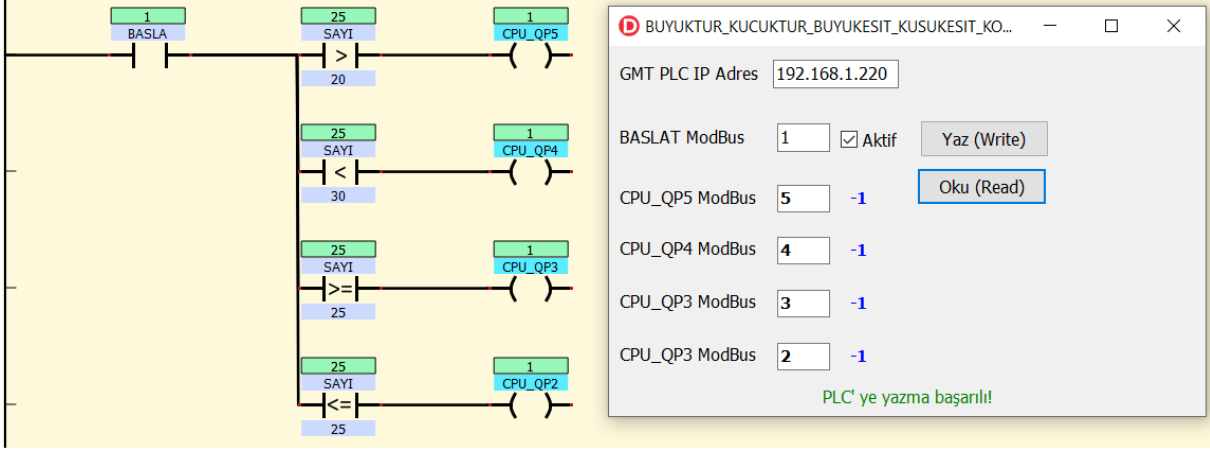 1
BASLA
25
SAYI
>
20
1
CPU_QP5
( )
25
SAYI
<
30
1
CPU_QP4
( )
25
SAYI
>=
25
1
CPU_QP3
( )
25
SAYI
<=
25
1
CPU_QP2
( )
D BUYUKTUR_KUCUKTUR_BUYUKESIT_KUSUKESIT_KO...
GMT PLC IP Adres 192.168.1.220
BASLAT ModBus 1 Aktif Yaz (Write)
Oku (Read)
CPU_QP5 ModBus 5 -1
CPU_QP4 ModBus 4 -1
CPU_QP3 ModBus 3 -1
CPU_QP3 ModBus 2 -1
PLC' ye yazma başarılı!